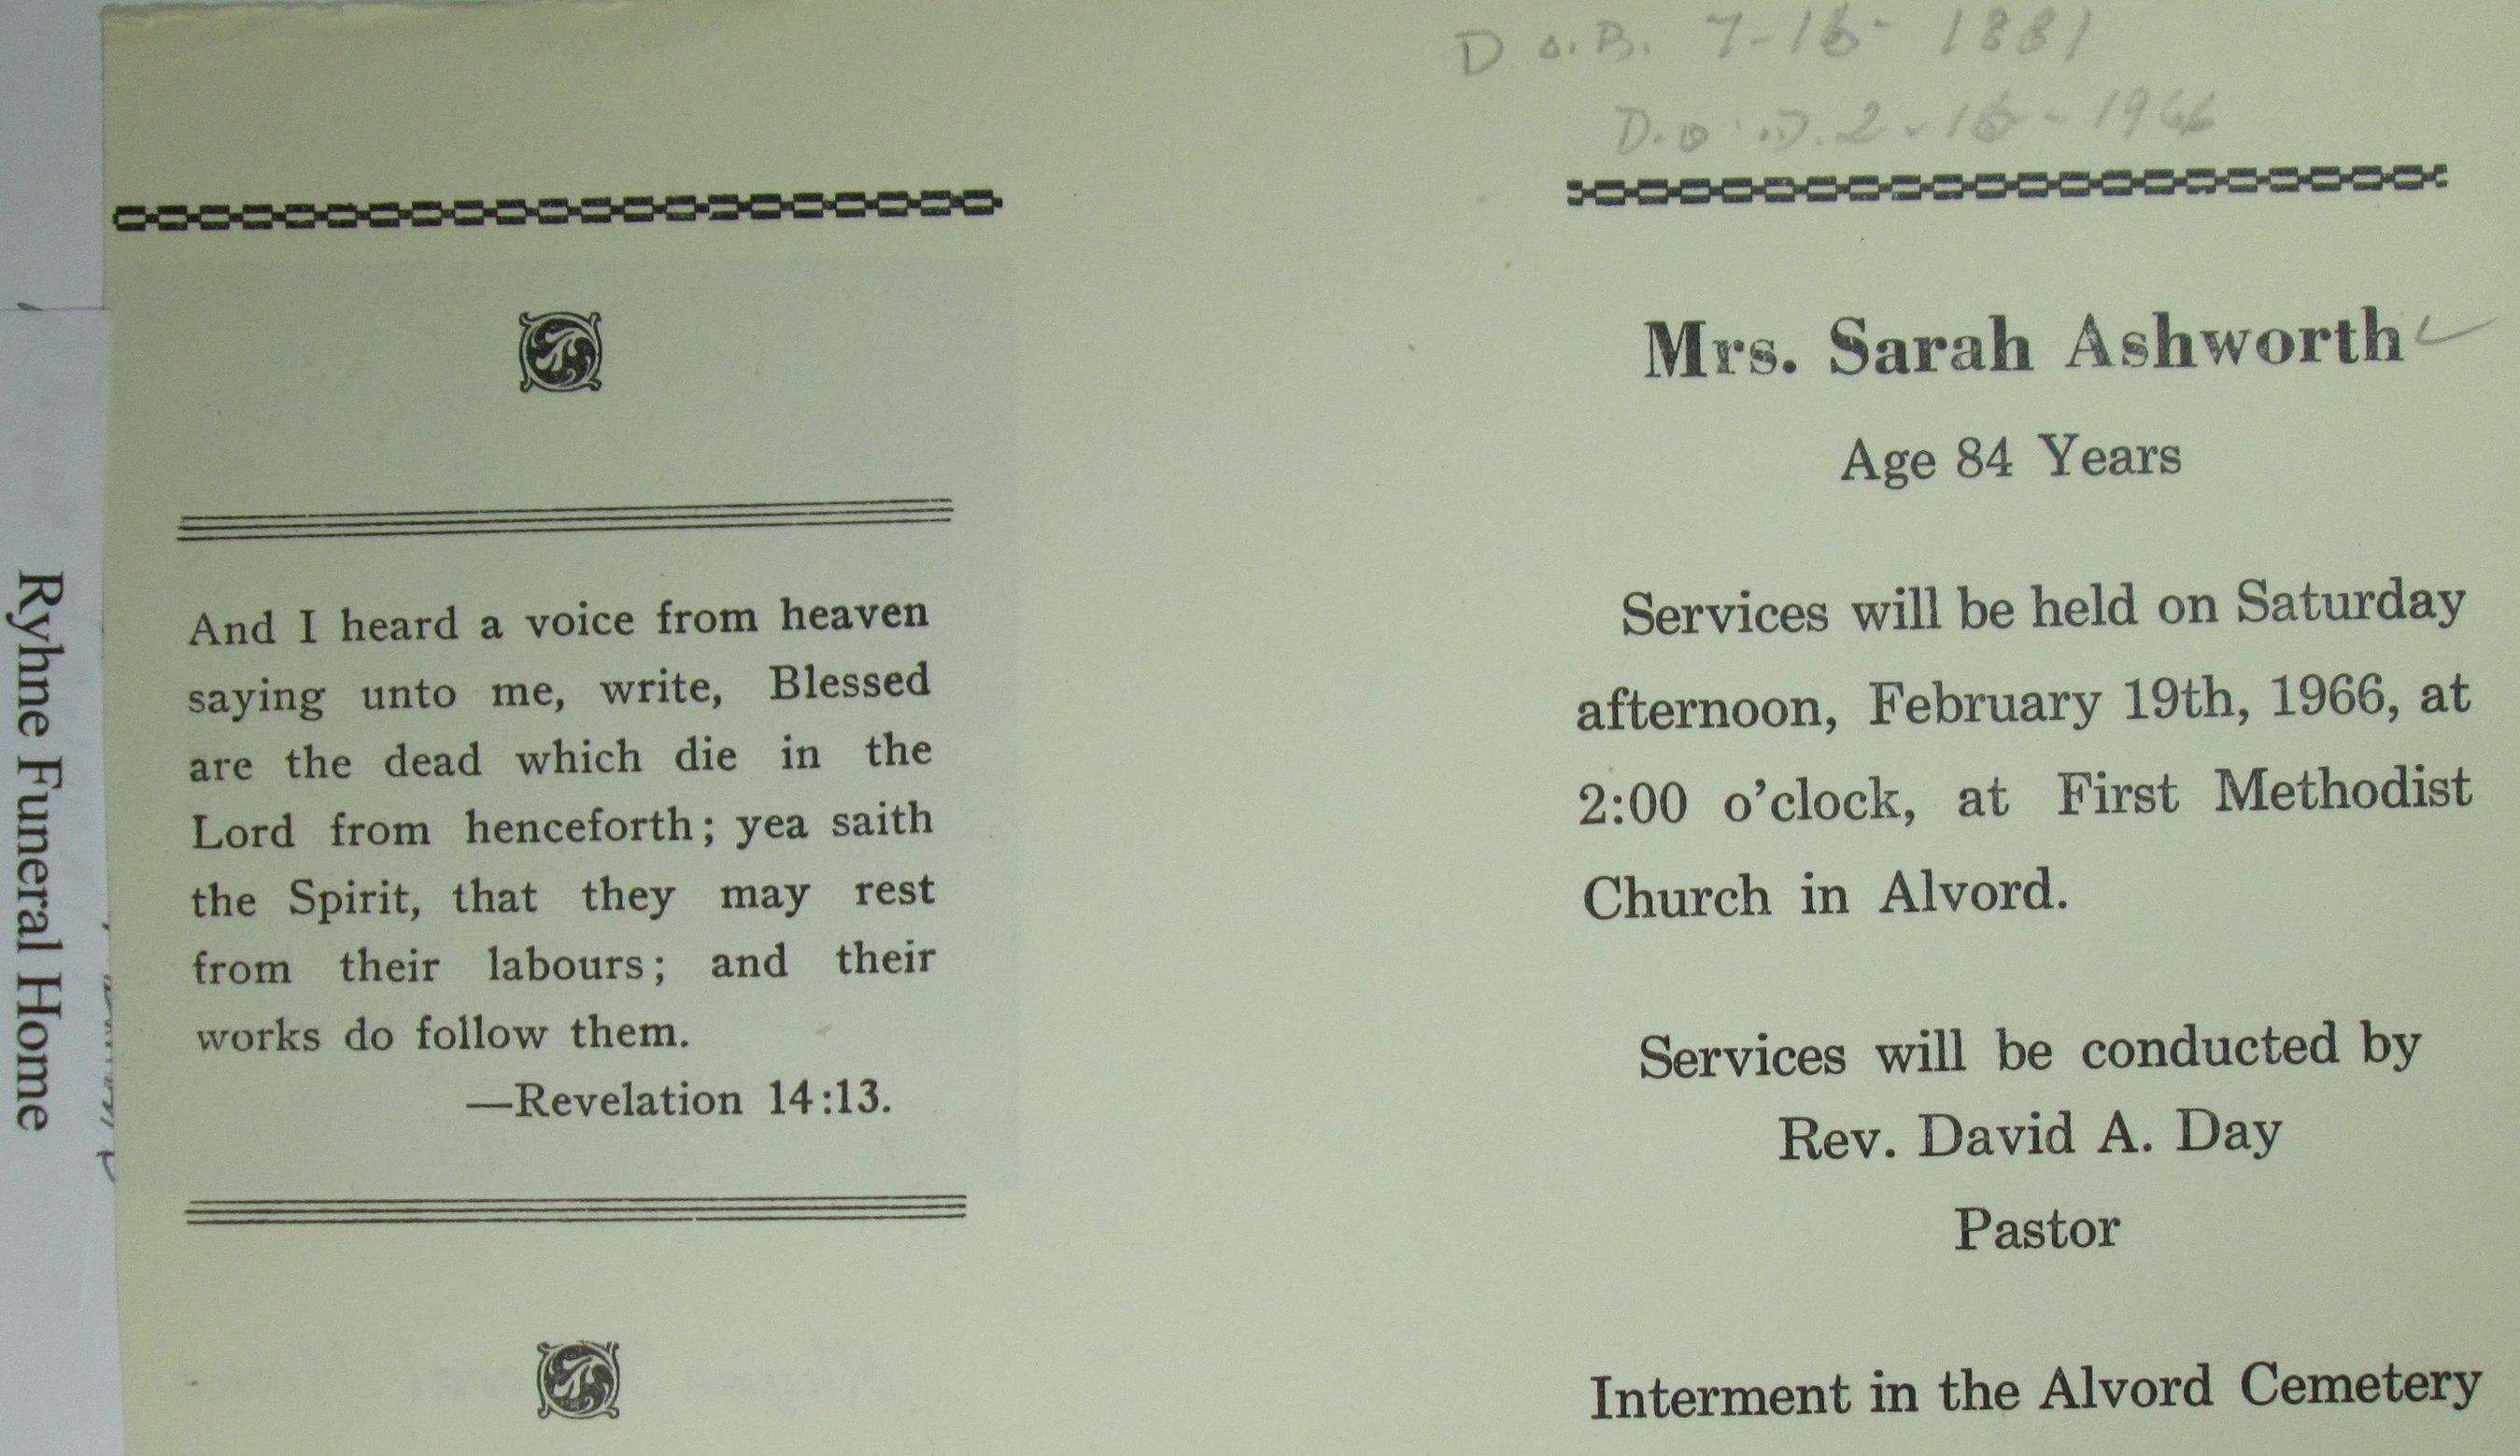 Ryhne Funeral Home
And I heard a voice from heaven
saying unto me, write, Blessed
are the dead which die in the
Lord from henceforth; yea saith
the Spirit, that they may rest
from their labours; and their
works do follow them.
—Revelation 14:13.
D.O.B. 7- - 1881
D.O.D. 2- - 1966
Mrs. Sarah Ashworth
Age 84 Years
Services will be held on Saturday
afternoon, February 19th, 1966, at
2:00 o'clock, at First Methodist
Church in Alvord.
Services will be conducted by
Rev. David A. Day
Pastor
Interment in the Alvord Cemetery